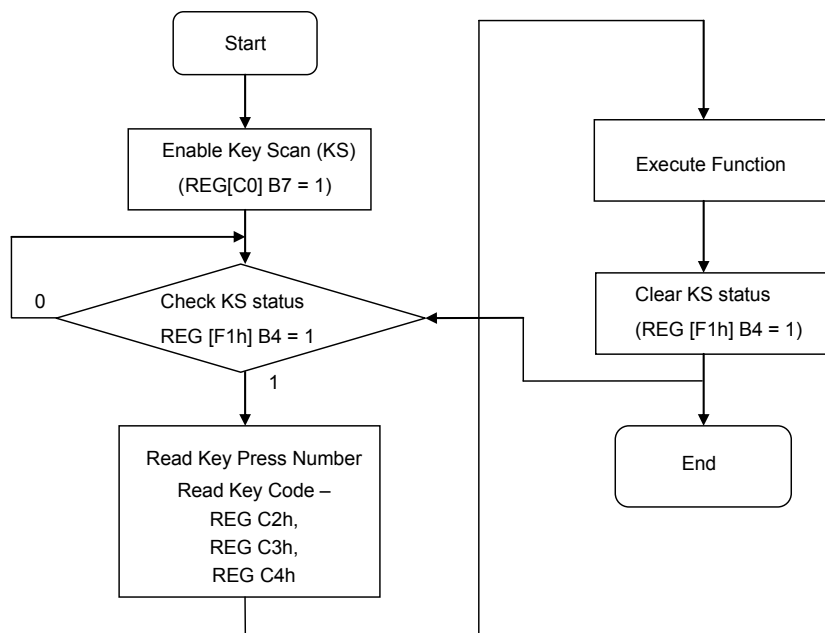 Start
Enable Key Scan (KS)
(REG[C0] B7 = 1)
0
Check KS status
REG [F1h] B4 = 1
1
Read Key Press Number
Read Key Code –
REG C2h,
REG C3h,
REG C4h
Execute Function
Clear KS status
(REG [F1h] B4 = 1)
End